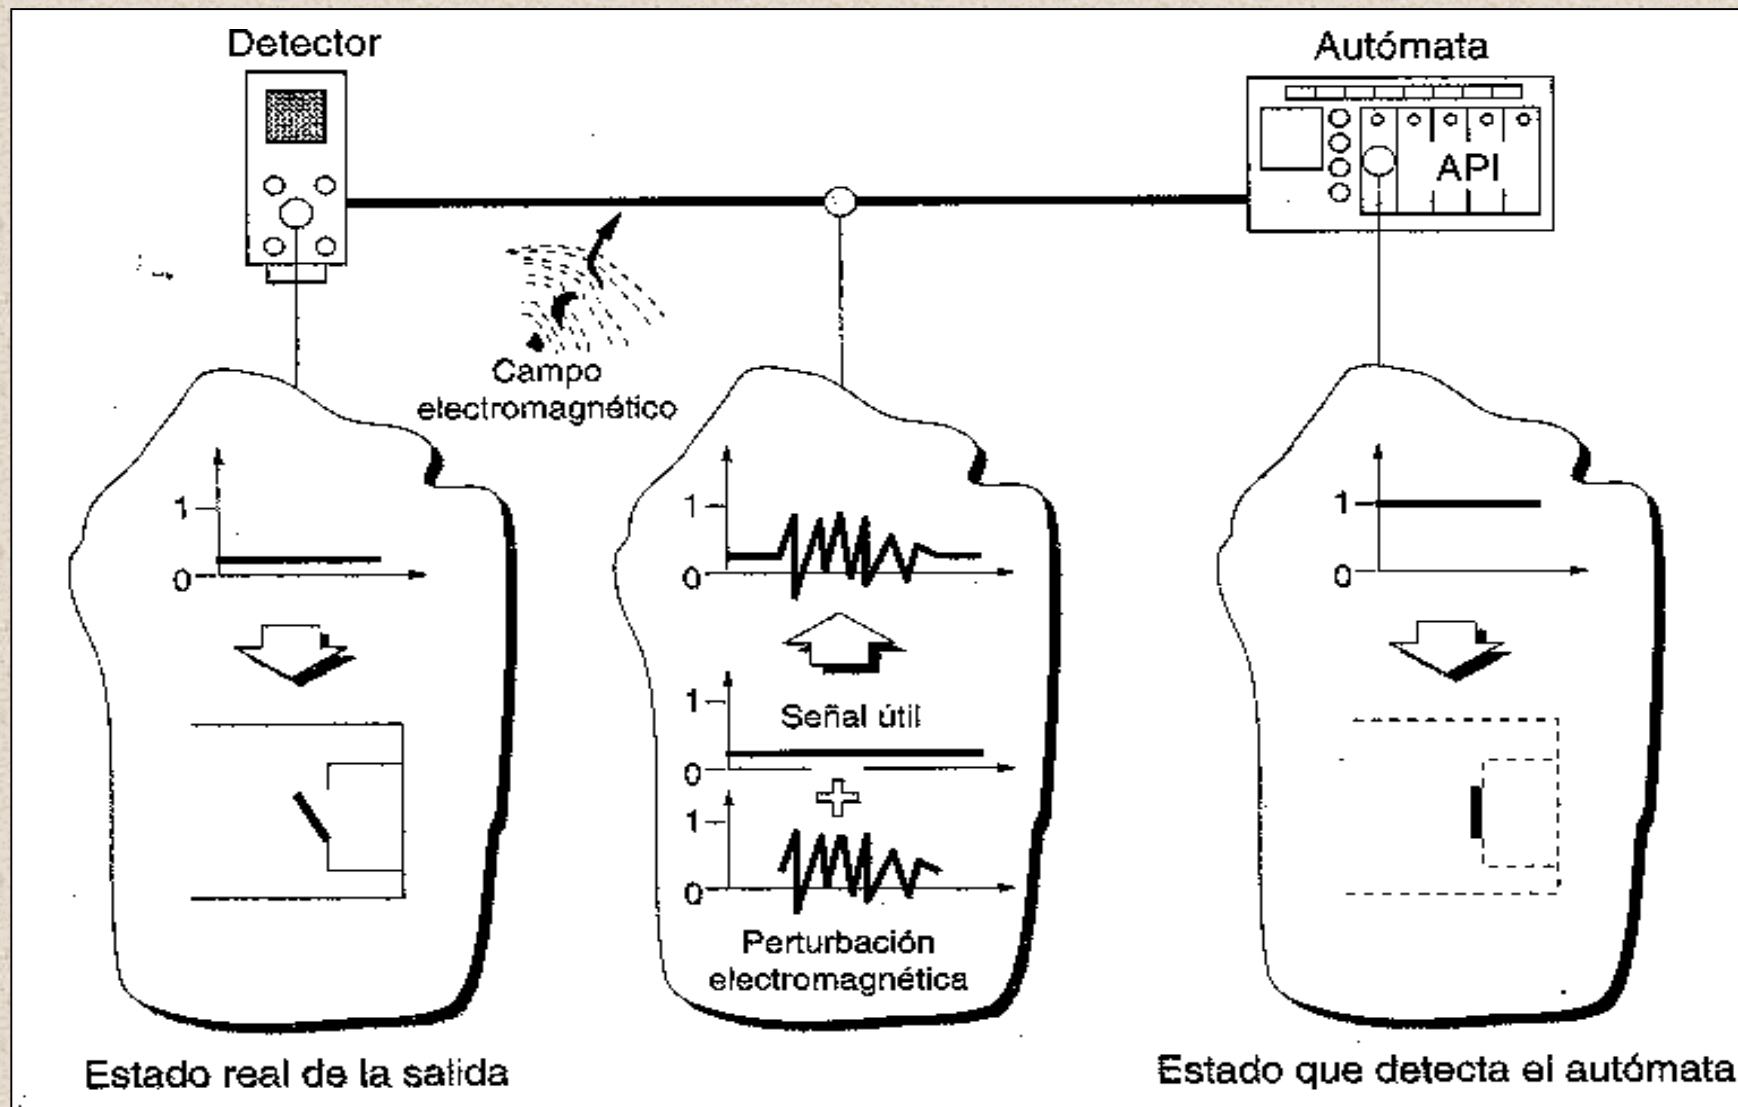 Detector
Autómata
API
Campo
electromagnético
1
0
1
0
1
0
Señal útil
1
0
1
0
Perturbación
electromagnética
Estado real de la salida
Estado que detecta el autómata